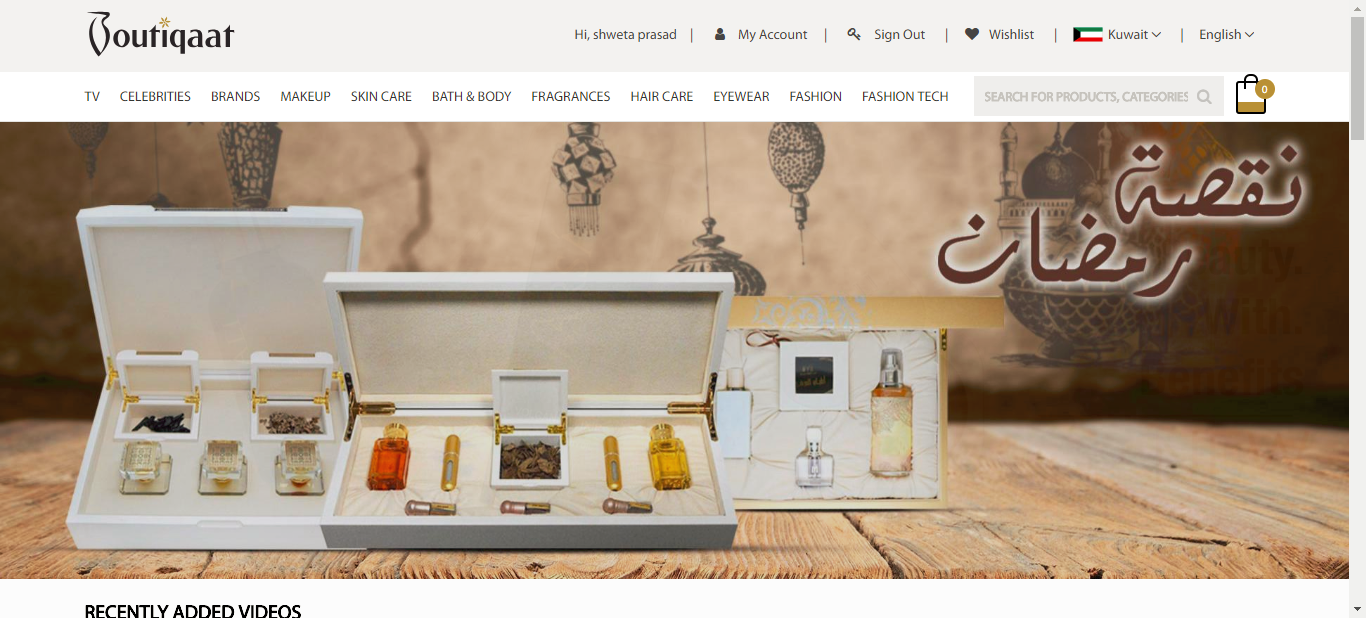 Boutiqaat
Hi, shweta prasad | My Account | Sign Out | Wishlist | Kuwait | English
TV CELEBRITIES BRANDS MAKEUP SKIN CARE BATH & BODY FRAGRANCES HAIR CARE EYEWEAR FASHION FASHION TECH SEARCH FOR PRODUCTS, CATEGORIES 0
نقصة
رمضان
With.
RECENTLY ADDED VIDEOS